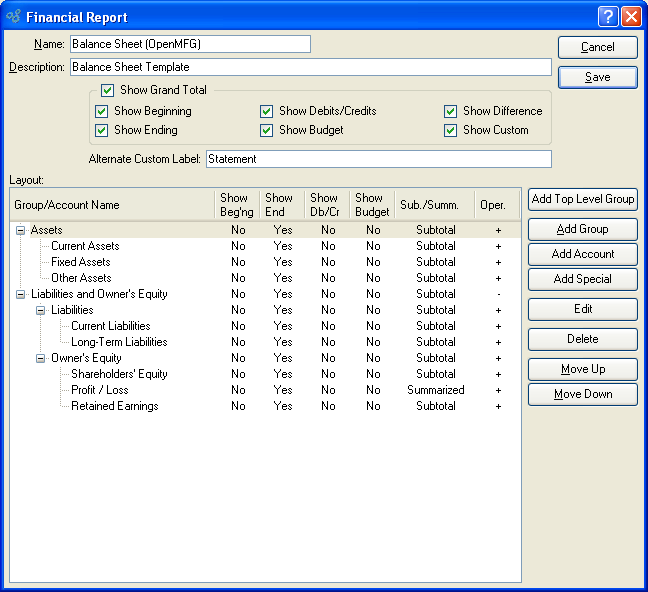 Financial Report
Name: Balance Sheet (OpenMFG)
Cancel
Description: Balance Sheet Template
Save
Show Grand Total
Show Beginning Show Debits/Credits Show Difference
Show Ending Show Budget Show Custom
Alternate Custom Label: Statement
Layout:
Group/Account Name Show Beg'ng Show End Show Db/Cr Show Budget Sub./Summ. Oper.
Assets No Yes No No Subtotal +
Current Assets No Yes No No Subtotal +
Fixed Assets No Yes No No Subtotal +
Other Assets No Yes No No Subtotal +
Liabilities and Owner's Equity No Yes No No Subtotal -
Liabilities No Yes No No Subtotal +
Current Liabilities No Yes No No Subtotal +
Long-Term Liabilities No Yes No No Subtotal +
Owner's Equity No Yes No No Subtotal +
Shareholders' Equity No Yes No No Subtotal +
Profit / Loss No Yes No No Summarized +
Retained Earnings No Yes No No Subtotal +
Add Top Level Group
Add Group
Add Account
Add Special
Edit
Delete
Move Up
Move Down